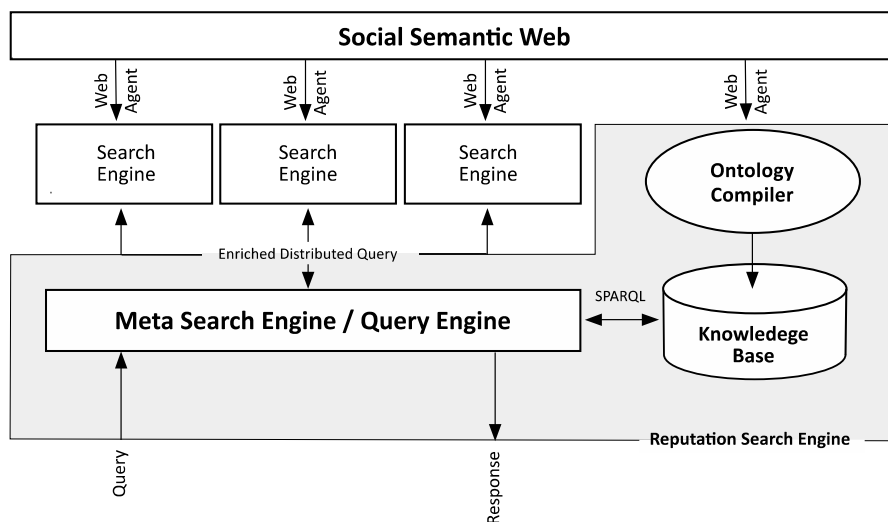 Social Semantic Web
Web
Agent
Web
Agent
Web
Agent
Web
Agent
Search
Engine
Search
Engine
Search
Engine
Ontology
Compiler
Enriched Distributed Query
Meta Search Engine / Query Engine
SPARQL
Knowledege
Base
Reputation Search Engine
Query
Response